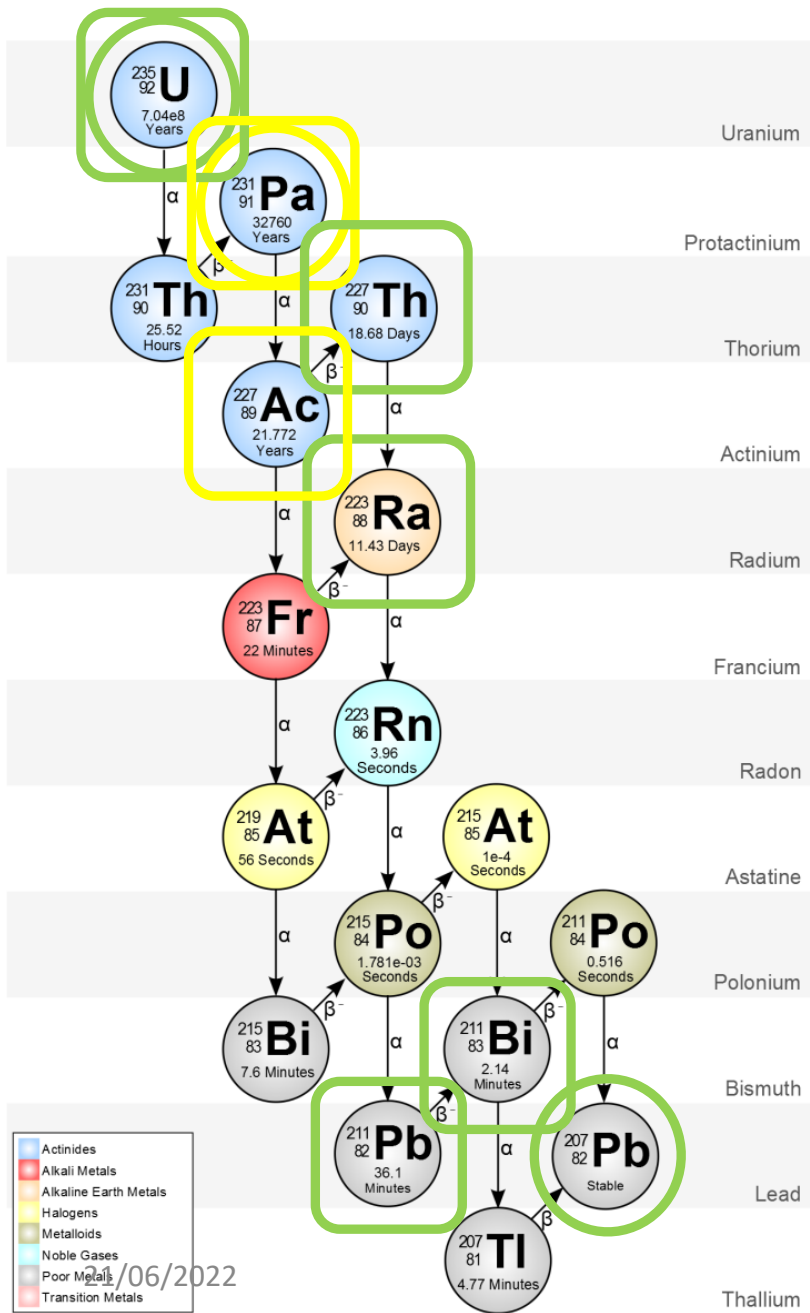 235
92
U
7.04e8
Years
Uranium
α
231
91
Pa
32760
Years
Protactinium
β⁻
231
90
Th
25.52
Hours
α
227
90
Th
18.68 Days
Thorium
β⁻
227
89
Ac
21.772
Years
α
Actinium
α
223
88
Ra
11.43 Days
Radium
β⁻
223
87
Fr
22 Minutes
α
Francium
α
223
86
Rn
3.96
Seconds
Radon
β⁻
219
85
At
56 Seconds
α
215
85
At
1e-4
Seconds
Astatine
β⁻
α
215
84
Po
1.781e-03
Seconds
α
211
84
Po
0.516
Seconds
Polonium
β⁻
β⁻
215
83
Bi
7.6 Minutes
α
211
83
Bi
2.14
Minutes
α
Bismuth
β⁻
211
82
Pb
36.1
Minutes
α
207
82
Pb
Stable
Lead
β
207
81
Tl
4.77 Minutes
Thallium
Actinides
Alkali Metals
Alkaline Earth Metals
Halogens
Metalloids
Noble Gases
Poor Metals
Transition Metals
21/06/2022